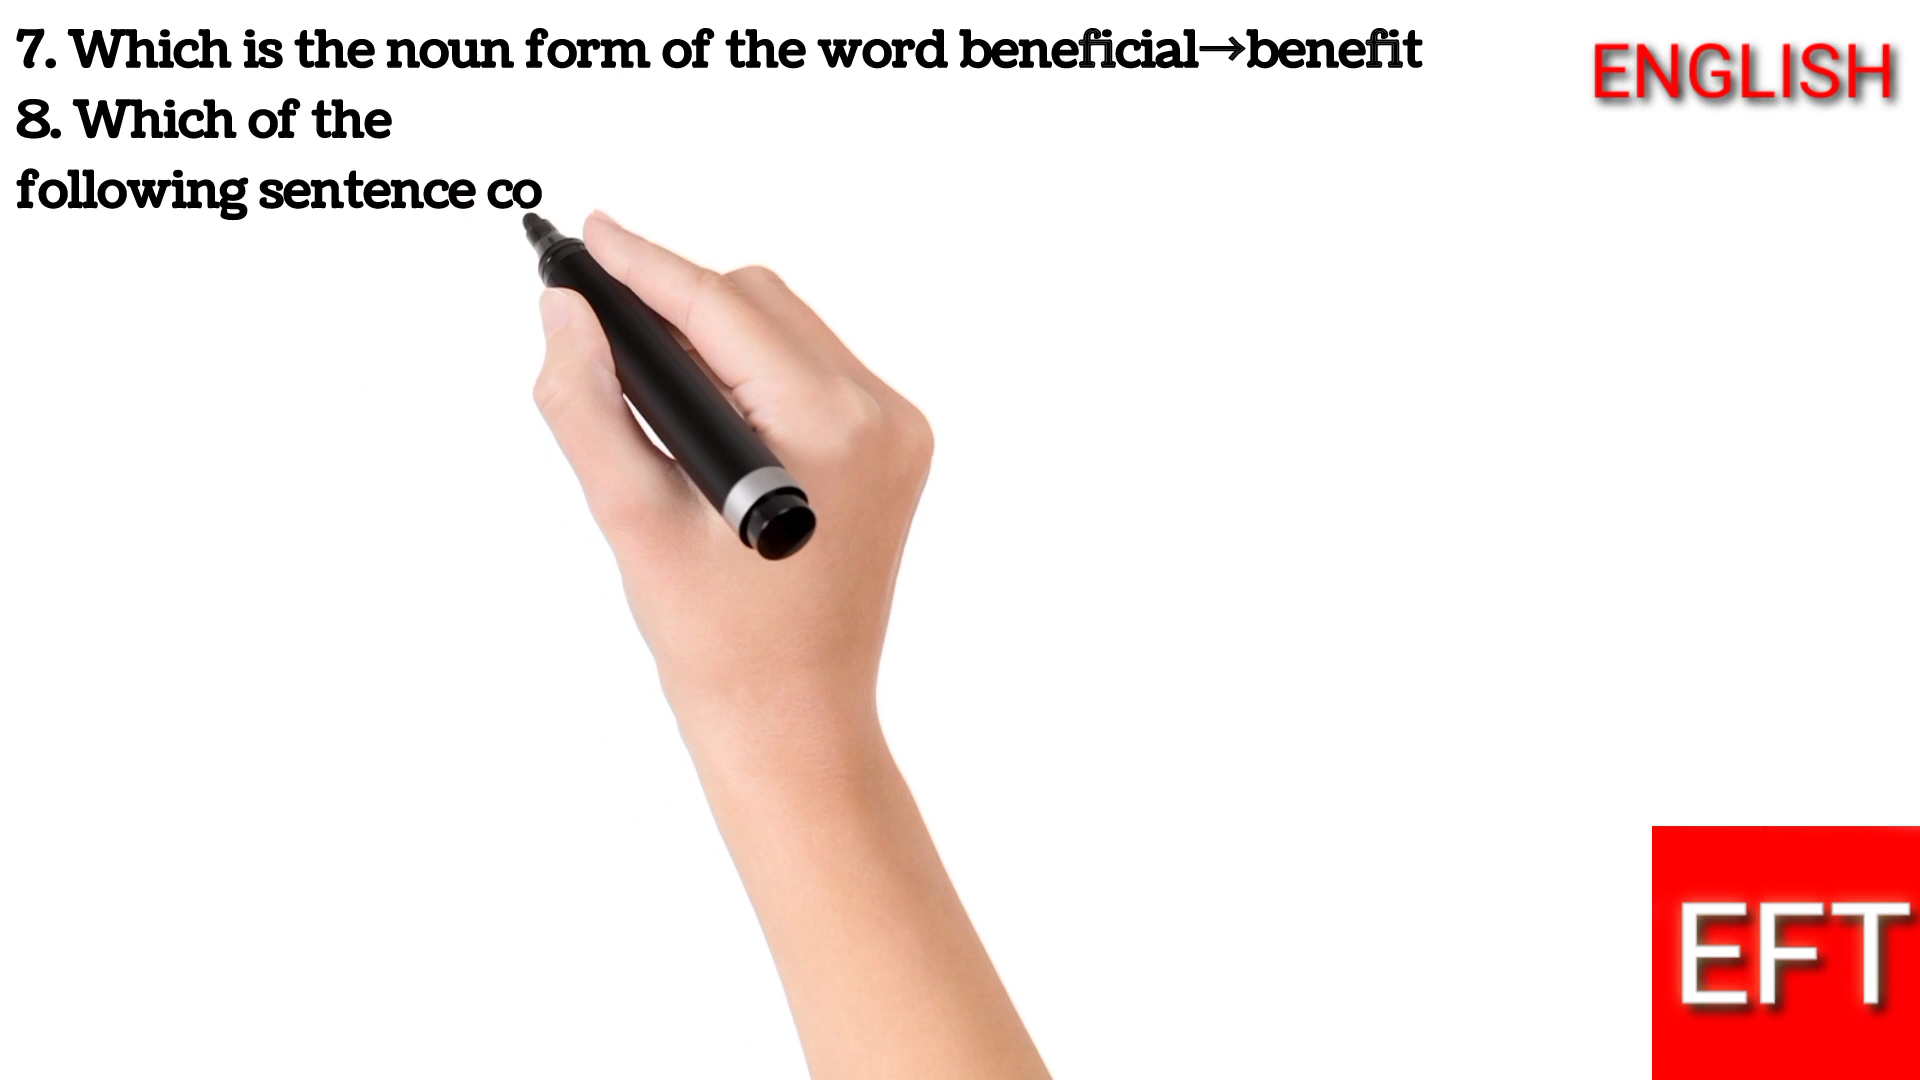 7. Which is the noun form of the word beneficial→benefit
ENGLISH
8. Which of the
following sentence co
EFT